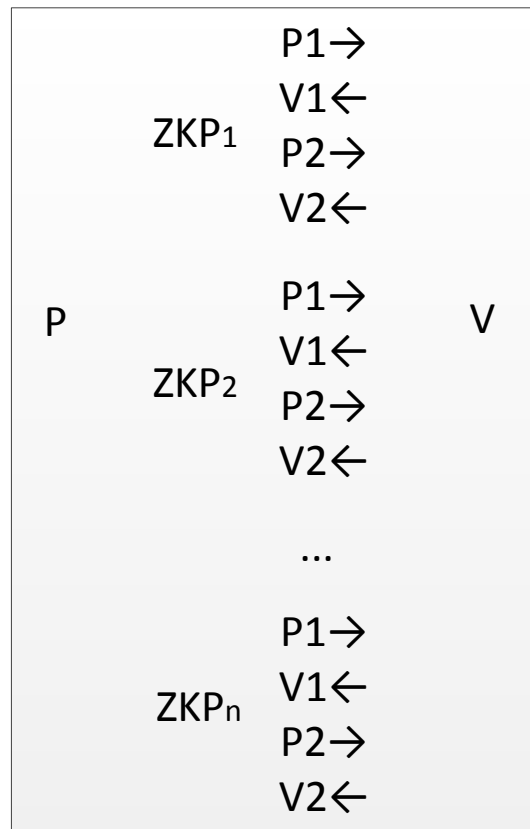 P1→
V1←
ZKP1
P2→
V2←
P1→
P
V
V1←
ZKP2
P2→
V2←
...
P1→
V1←
ZKPn
P2→
V2←